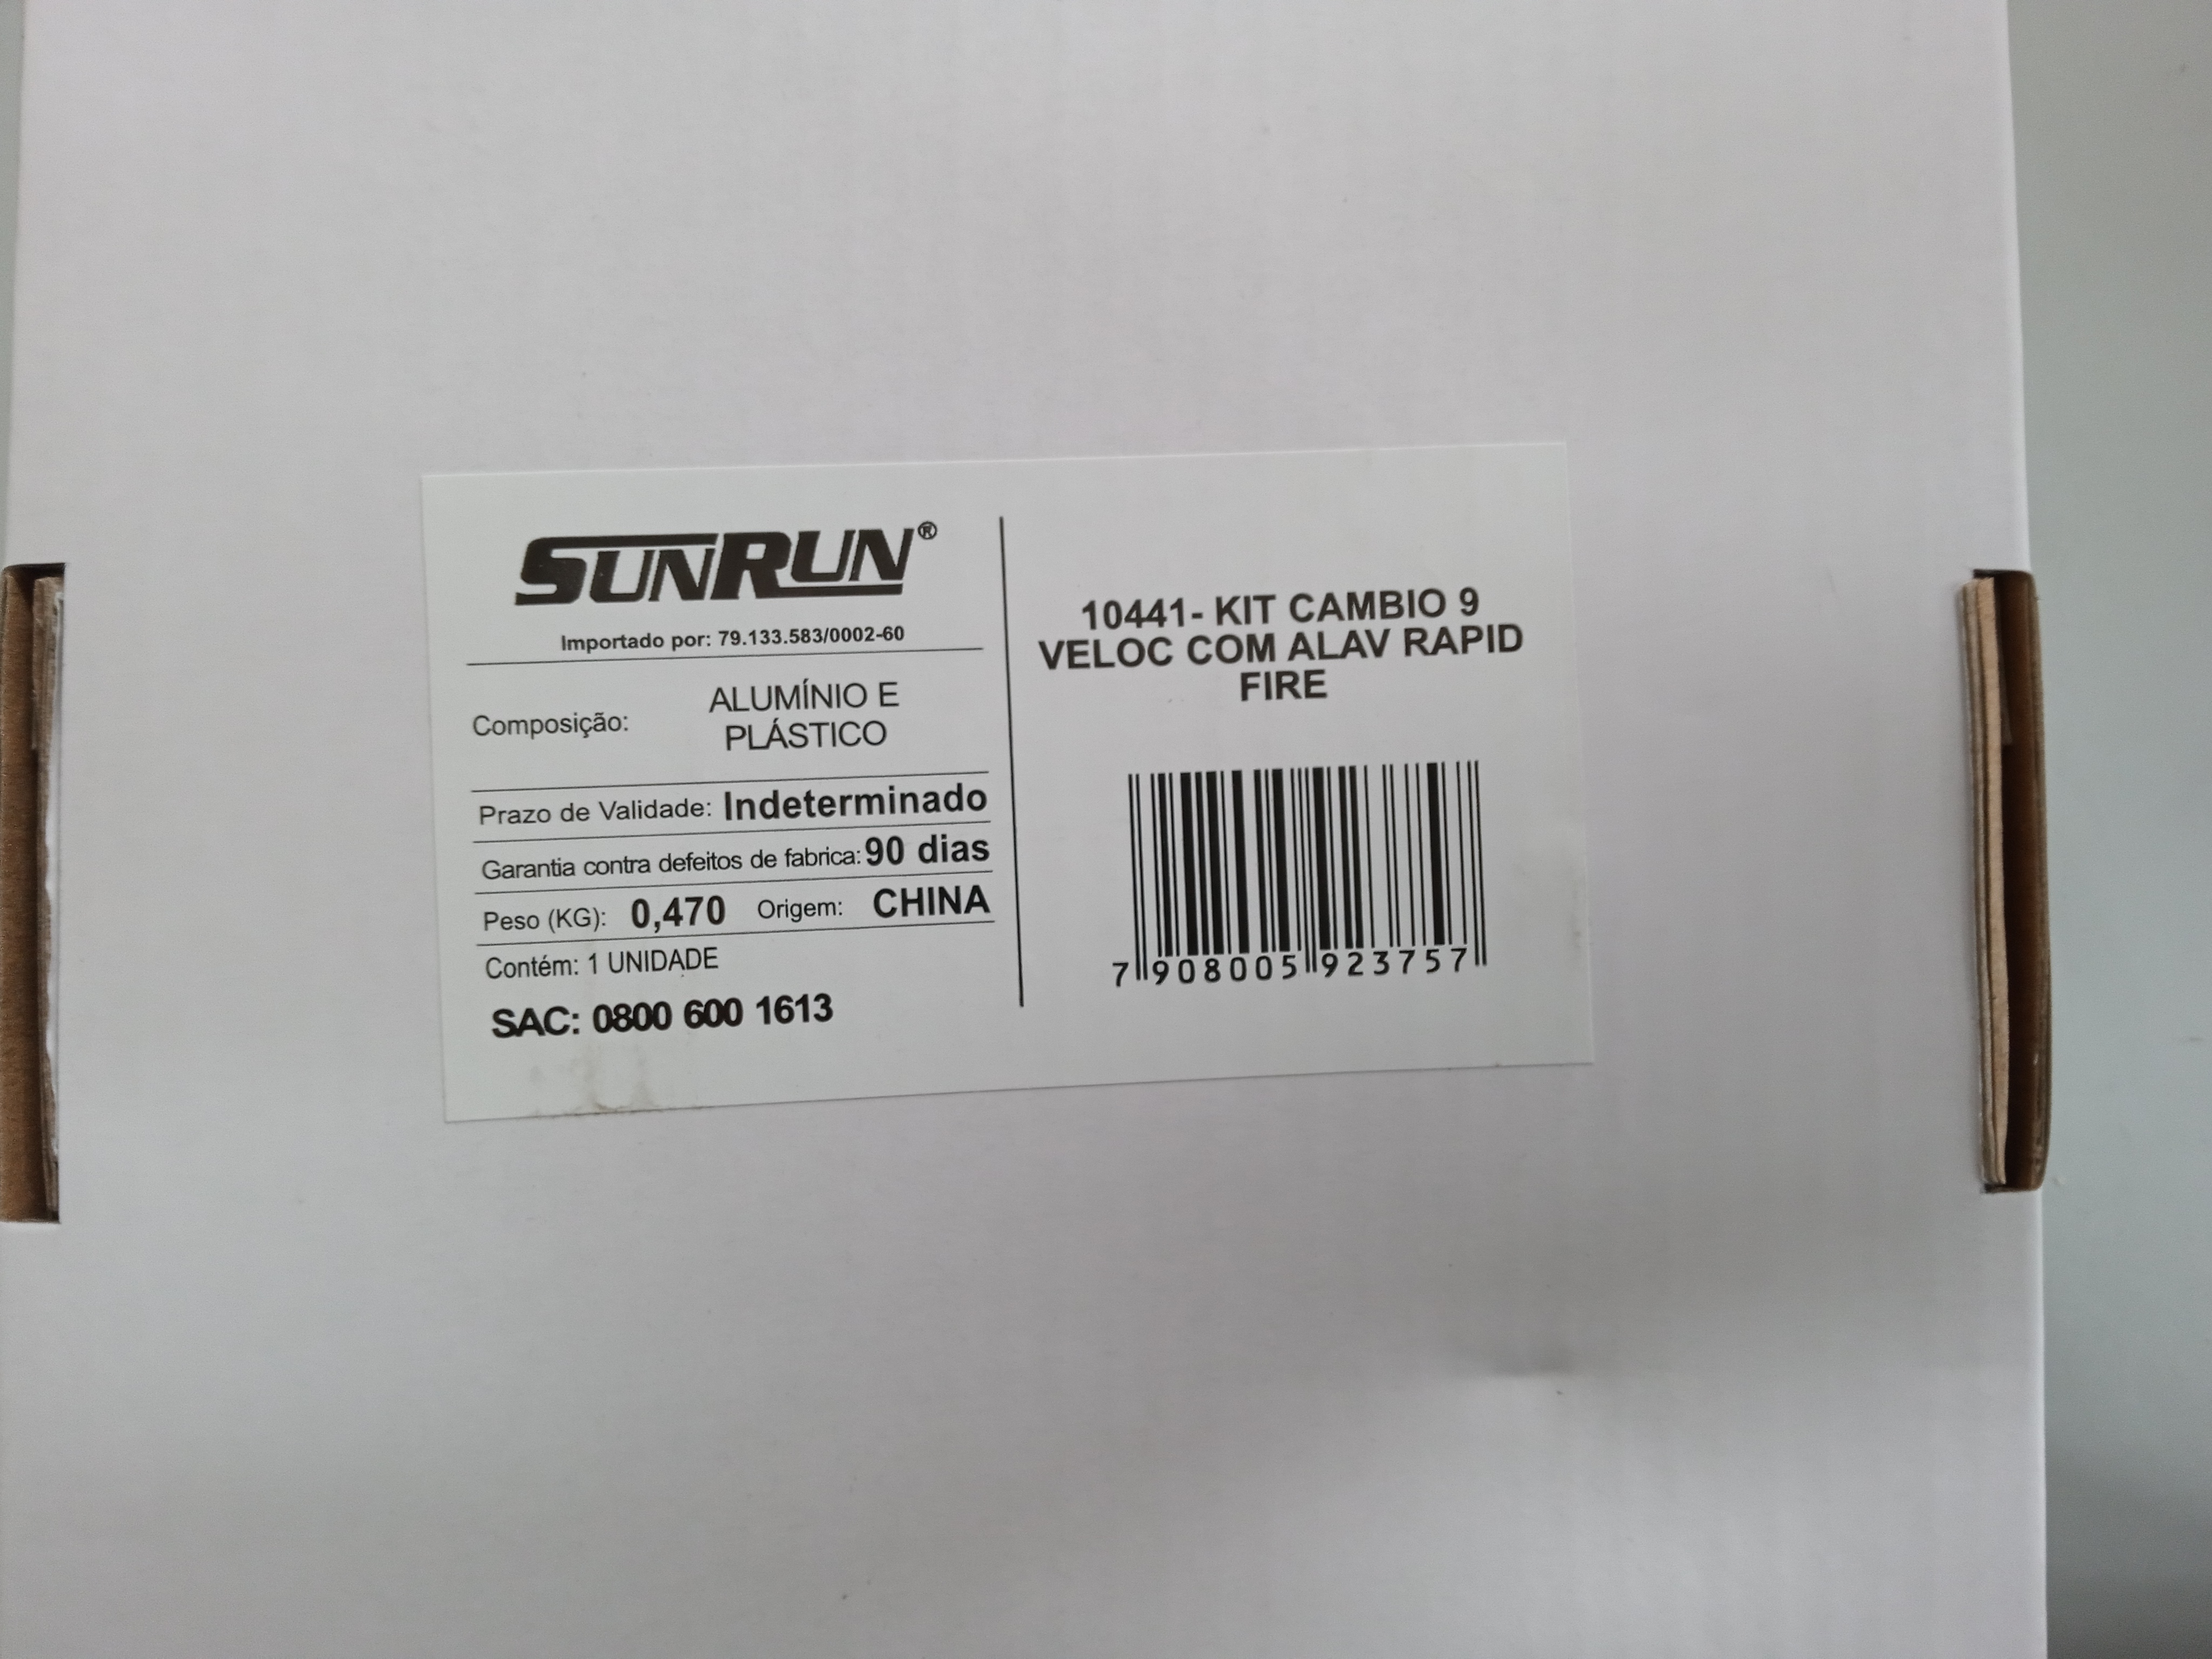 SUNRUN®
Importado por: 79.133.583/0002-60
Composição: ALUMÍNIO E
PLÁSTICO
Prazo de Validade: Indeterminado
Garantia contra defeitos de fabrica: 90 dias
Peso (KG): 0,470 Origem: CHINA
Contém: 1 UNIDADE
SAC: 0800 600 1613
10441- KIT CAMBIO 9
VELOC COM ALAV RAPID
FIRE
7 908005 923757